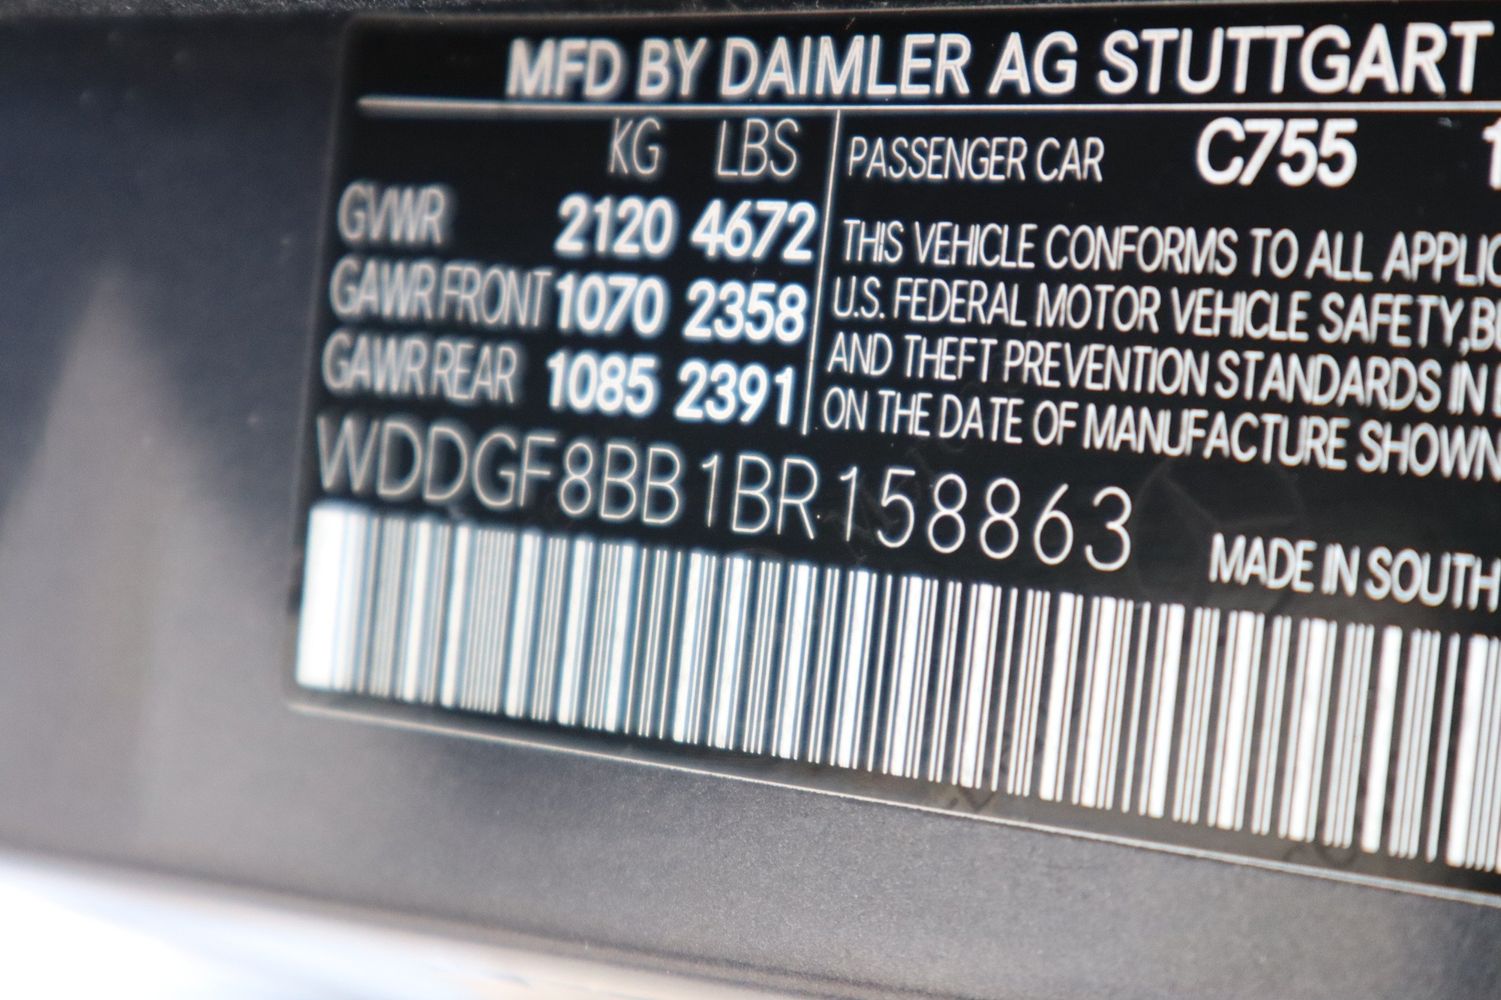 MFD BY DAIMLER AG STUTTGART
KG LBS
GVWR 2120 4672
GAWR FRONT 1070 2358
GAWR REAR 1085 2391
PASSENGER CAR C755
THIS VEHICLE CONFORMS TO ALL APPLIC
U.S. FEDERAL MOTOR VEHICLE SAFETY,
AND THEFT PREVENTION STANDARDS IN
ON THE DATE OF MANUFACTURE SHOWN
WDDGF8BB1BR158863
MADE IN SOUTH